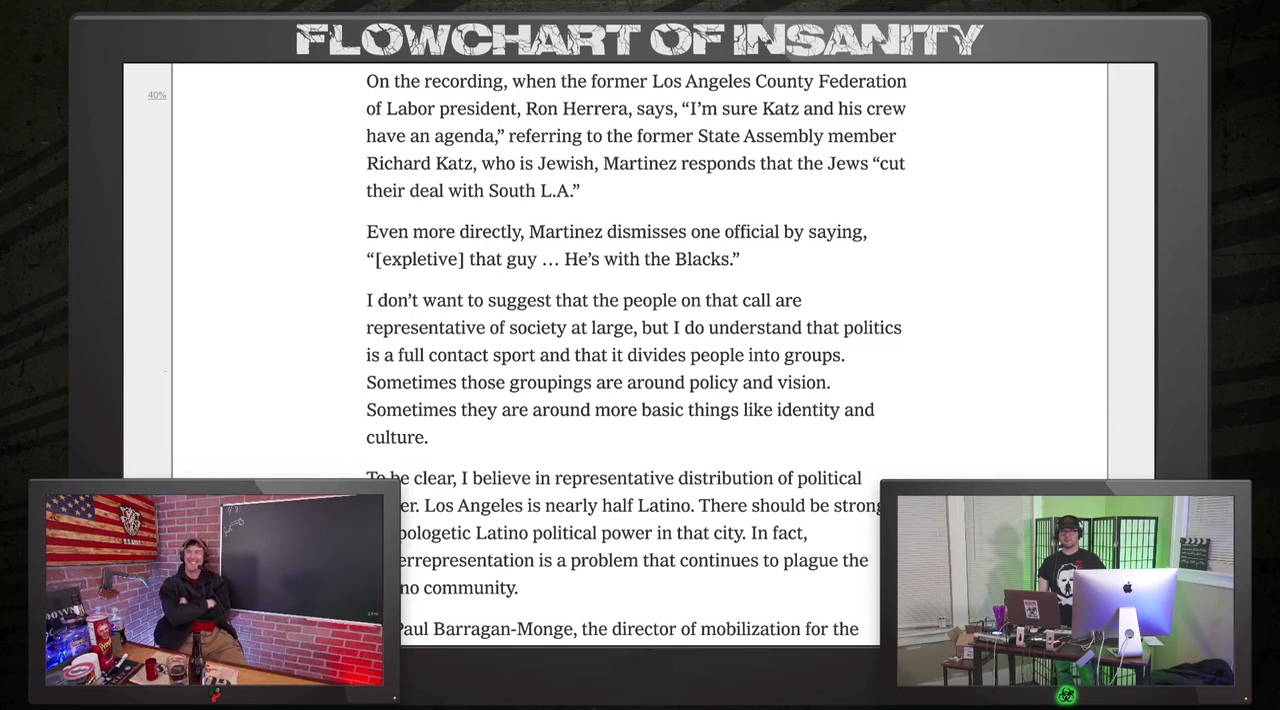 FLOWCHART OF INSANITY
40%
On the recording, when the former Los Angeles County Federation
of Labor president, Ron Herrera, says, “I’m sure Katz and his crew
have an agenda,” referring to the former State Assembly member
Richard Katz, who is Jewish, Martinez responds that the Jews “cut
their deal with South L.A.”
Even more directly, Martinez dismisses one official by saying,
“[expletive] that guy … He’s with the Blacks.”
I don’t want to suggest that the people on that call are
representative of society at large, but I do understand that politics
is a full contact sport and that it divides people into groups.
Sometimes those groupings are around policy and vision.
Sometimes they are around more basic things like identity and
culture.
To be clear, I believe in representative distribution of political
er. Los Angeles is nearly half Latino. There should be strong
pologetic Latino political power in that city. In fact,
errepresentation is a problem that continues to plague the
no community.
Paul Barragan-Monge, the director of mobilization for the